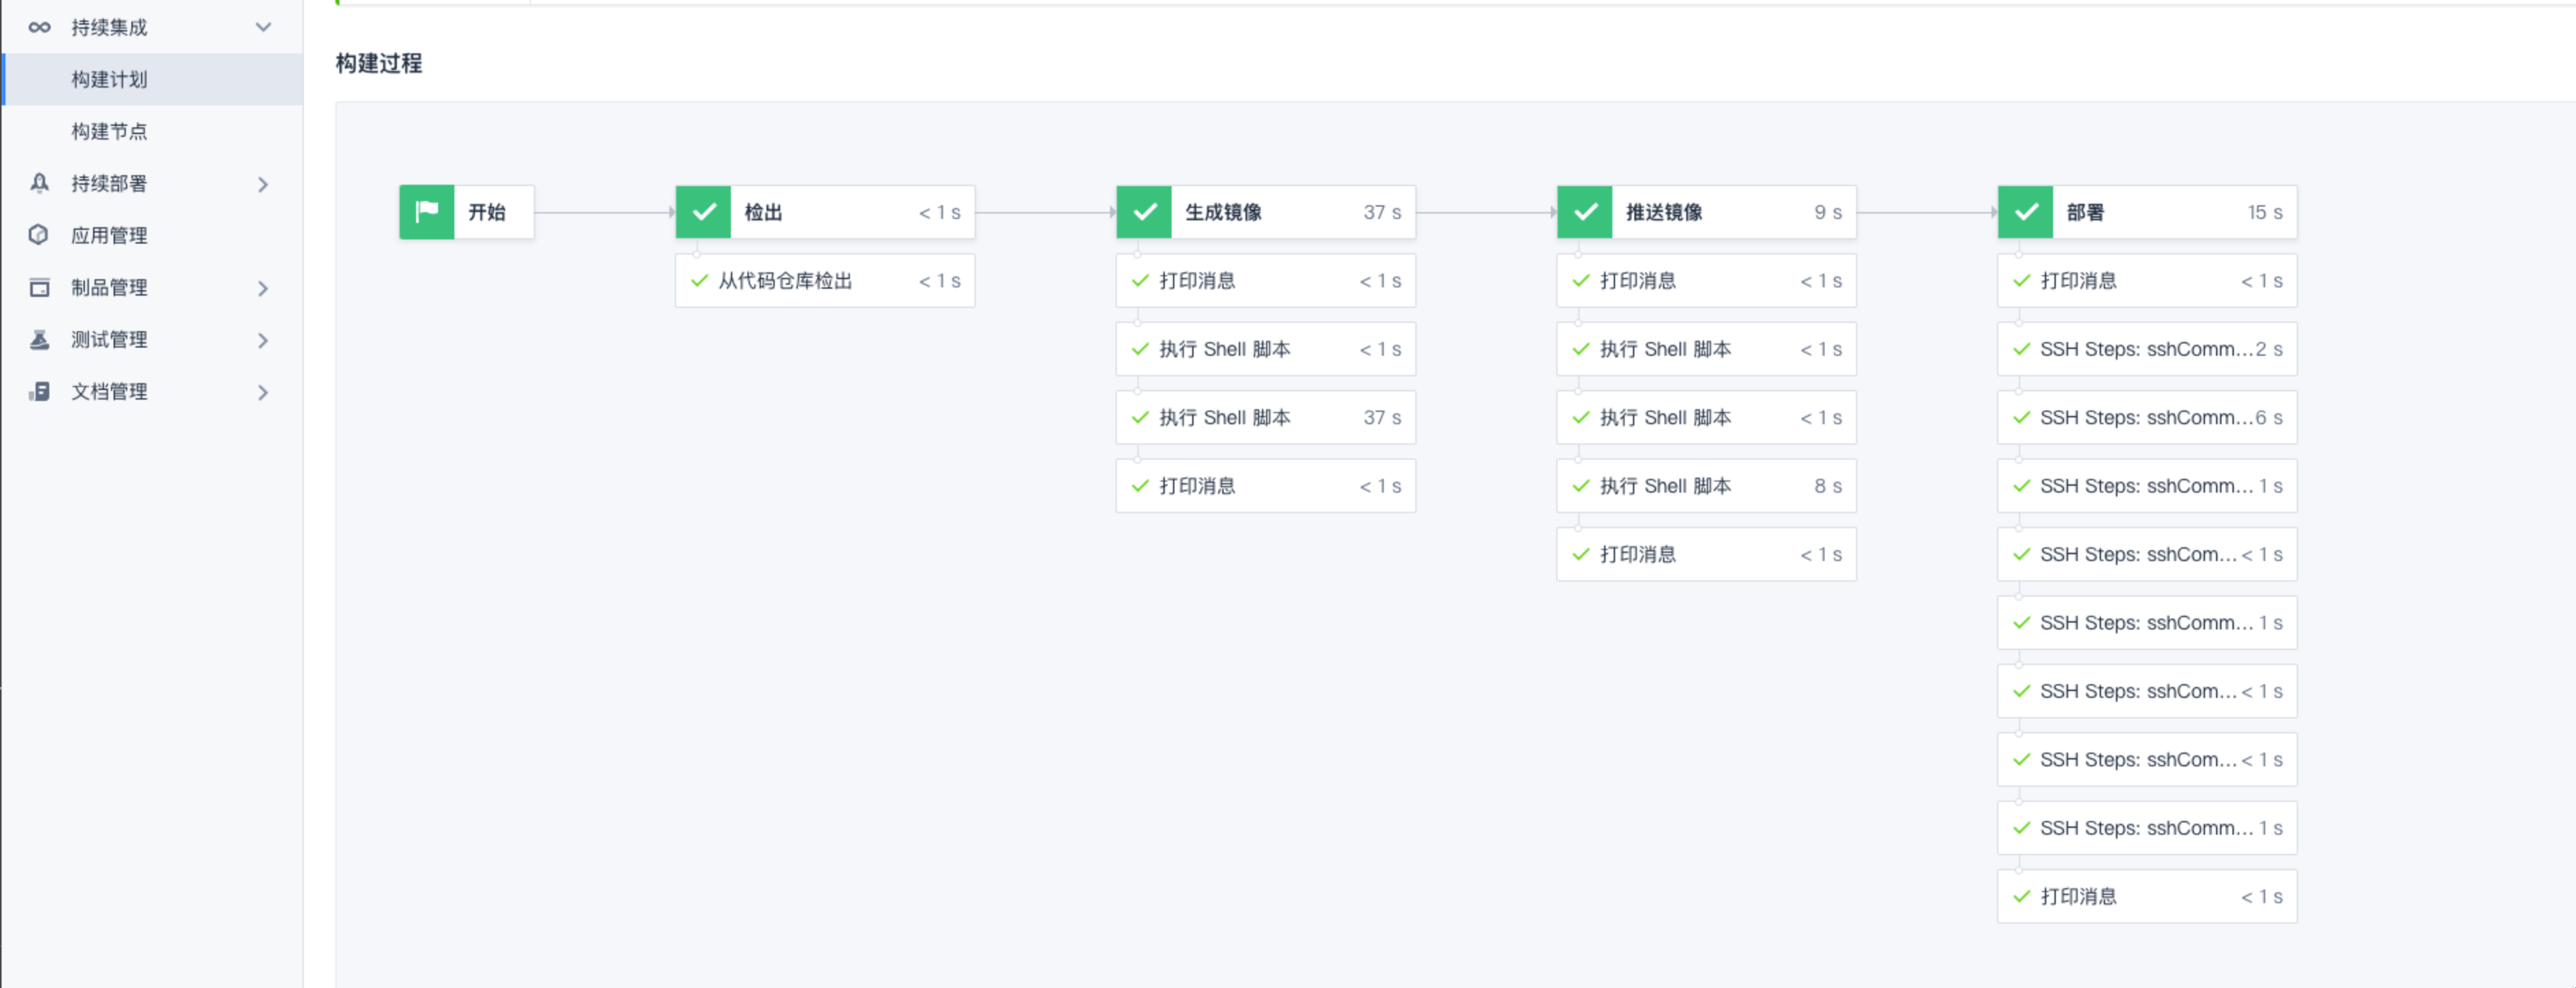 持续集成
构建计划
构建节点
持续部署
应用管理
制品管理
测试管理
文档管理
构建过程
开始
检出 < 1 s
从代码仓库检出 < 1 s
生成镜像 37 s
打印消息 < 1 s
执行 Shell 脚本 < 1 s
执行 Shell 脚本 37 s
打印消息 < 1 s
推送镜像 9 s
打印消息 < 1 s
执行 Shell 脚本 < 1 s
执行 Shell 脚本 < 1 s
执行 Shell 脚本 8 s
打印消息 < 1 s
部署 15 s
打印消息 < 1 s
SSH Steps: sshComm... 2 s
SSH Steps: sshComm... 6 s
SSH Steps: sshComm... 1 s
SSH Steps: sshCom... < 1 s
SSH Steps: sshComm... 1 s
SSH Steps: sshCom... < 1 s
SSH Steps: sshCom... < 1 s
SSH Steps: sshComm... 1 s
打印消息 < 1 s